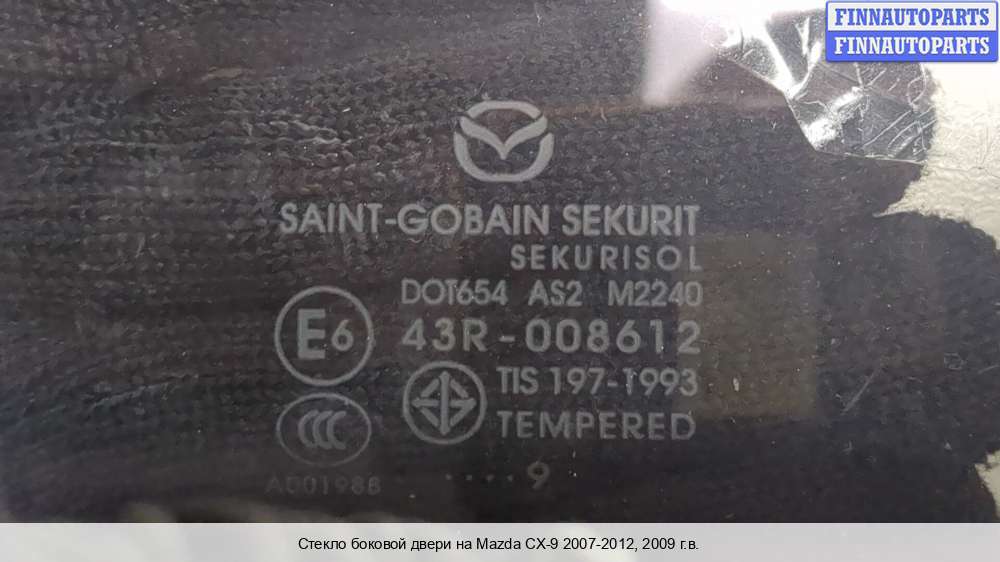 FINNAUTOPARTS
FINNAUTOPARTS
SAINT-GOBAIN SEKURIT
SEKURISOL
DOT654 AS2 M2240
E6 43R-008612
TIS 197-1993
CCC TEMPERED
A001988 ····9
Стекло боковой двери на Mazda CX-9 2007-2012, 2009 г.в.